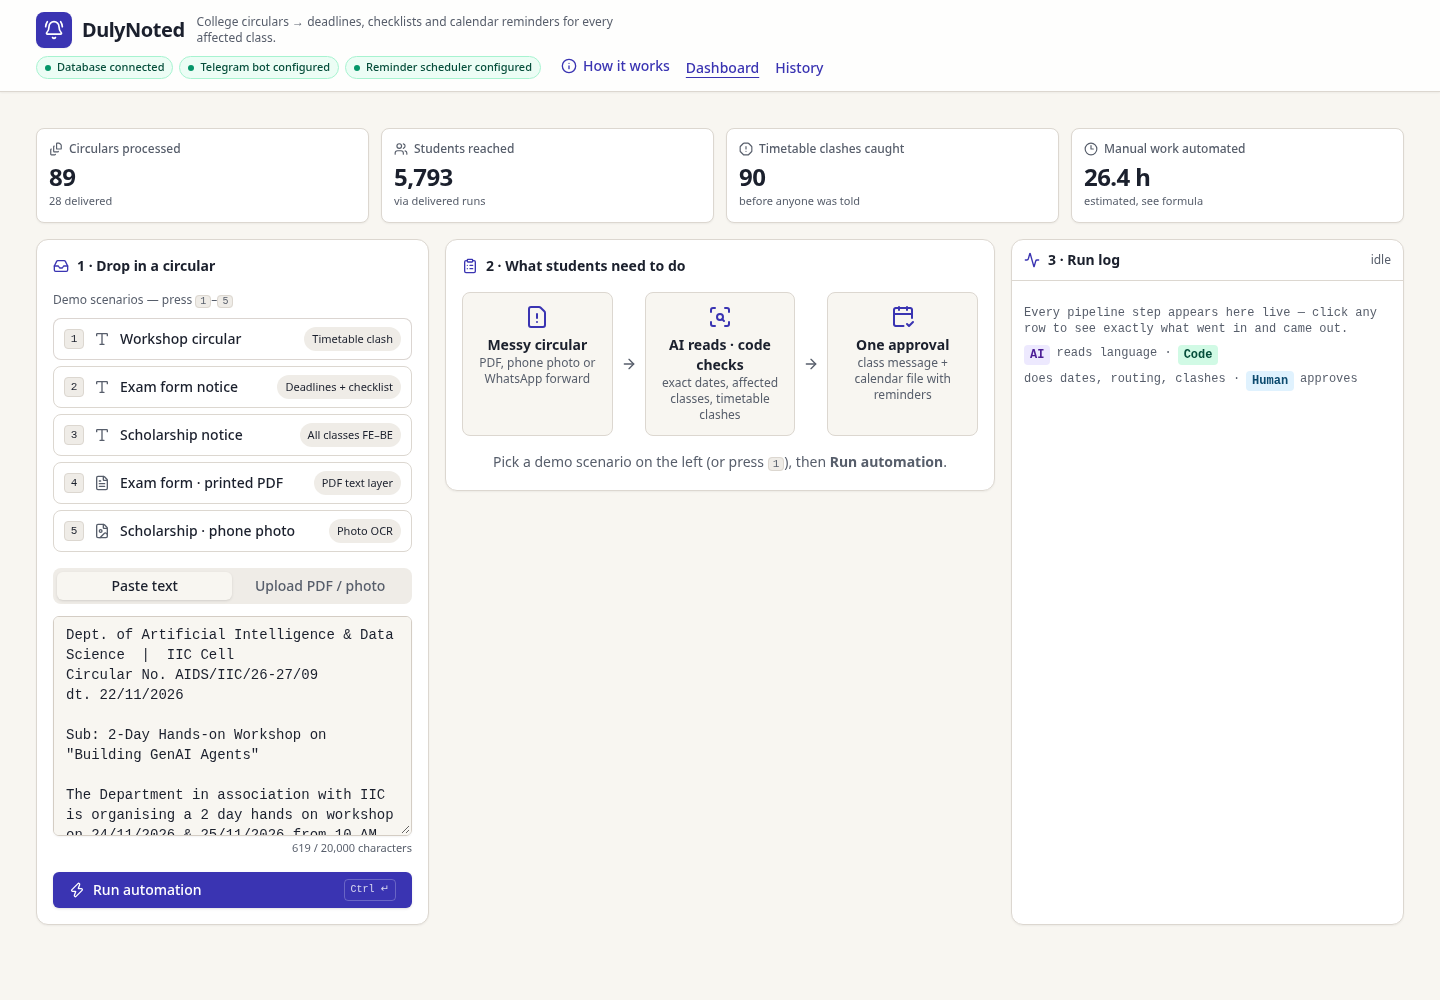 DulyNoted
College circulars → deadlines, checklists and calendar reminders for every
affected class.
Database connected
Telegram bot configured
Reminder scheduler configured
How it works
Dashboard
History
Circulars processed
89
28 delivered
Students reached
5,793
via delivered runs
Timetable clashes caught
90
before anyone was told
Manual work automated
26.4 h
estimated, see formula
1 · Drop in a circular
Demo scenarios — press 1–5
1 Workshop circular Timetable clash
2 Exam form notice Deadlines + checklist
3 Scholarship notice All classes FE–BE
4 Exam form · printed PDF PDF text layer
5 Scholarship · phone photo Photo OCR
Paste text
Upload PDF / photo
Dept. of Artificial Intelligence & Data
Science | IIC Cell
Circular No. AIDS/IIC/26-27/09
dt. 22/11/2026
Sub: 2-Day Hands-on Workshop on
"Building GenAI Agents"
The Department in association with IIC
is organising a 2 day hands on workshop
on 24/11/2026 & 25/11/2026 from 10 AM
619 / 20,000 characters
Run automation Ctrl ↵
2 · What students need to do
Messy circular
PDF, phone photo or
WhatsApp forward
→
AI reads · code
checks
exact dates, affected
classes, timetable
clashes
→
One approval
class message +
calendar file with
reminders
Pick a demo scenario on the left (or press 1), then Run automation.
3 · Run log
idle
Every pipeline step appears here live — click any
row to see exactly what went in and came out.
AI reads language · Code
does dates, routing, clashes · Human approves